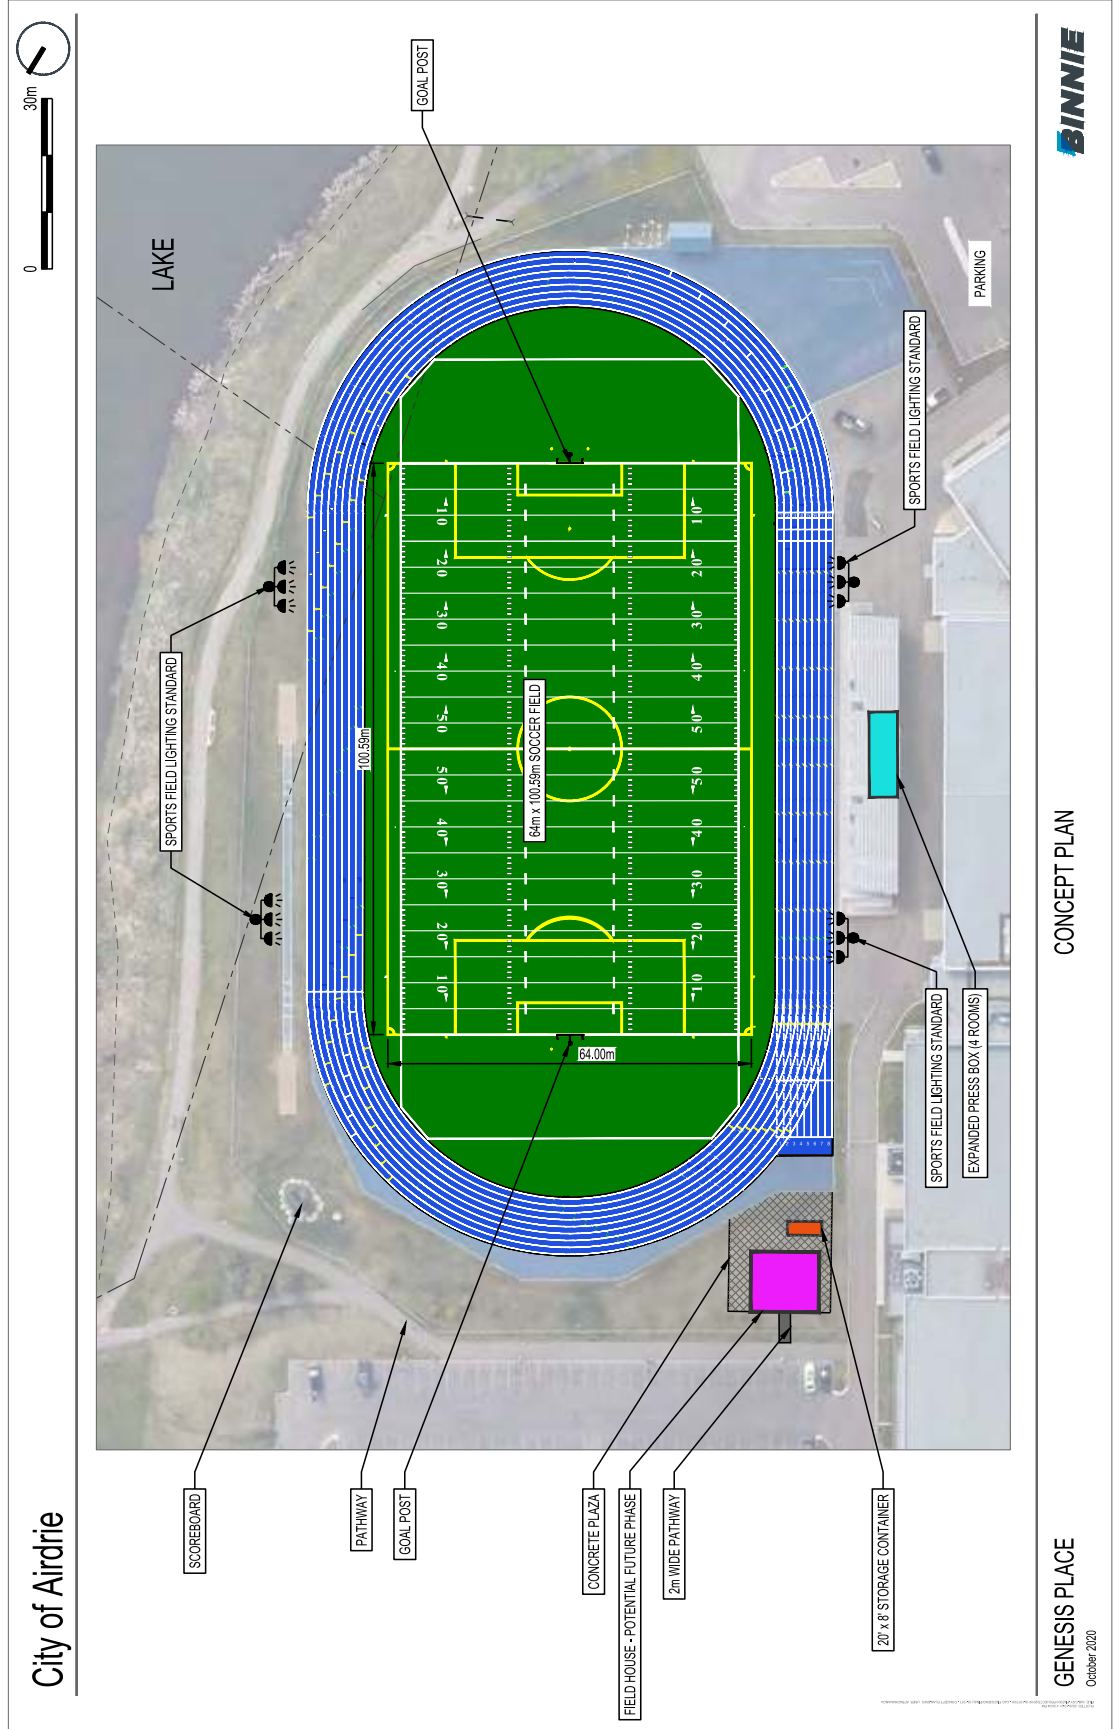 City of Airdrie
0
30m
LAKE
PARKING
GOAL POST
SPORTS FIELD LIGHTING STANDARD
SPORTS FIELD LIGHTING STANDARD
100.59m
64m x 100.59m SOCCER FIELD
64.00m
10 20 30 40 50 50 40 30 20 10
10 20 30 40 50 50 40 30 20 10
SCOREBOARD
PATHWAY
GOAL POST
CONCRETE PLAZA
FIELD HOUSE - POTENTIAL FUTURE PHASE
2m WIDE PATHWAY
20' x 8' STORAGE CONTAINER
SPORTS FIELD LIGHTING STANDARD
EXPANDED PRESS BOX (4 ROOMS)
GENESIS PLACE
October 2020
CONCEPT PLAN
BINNIE